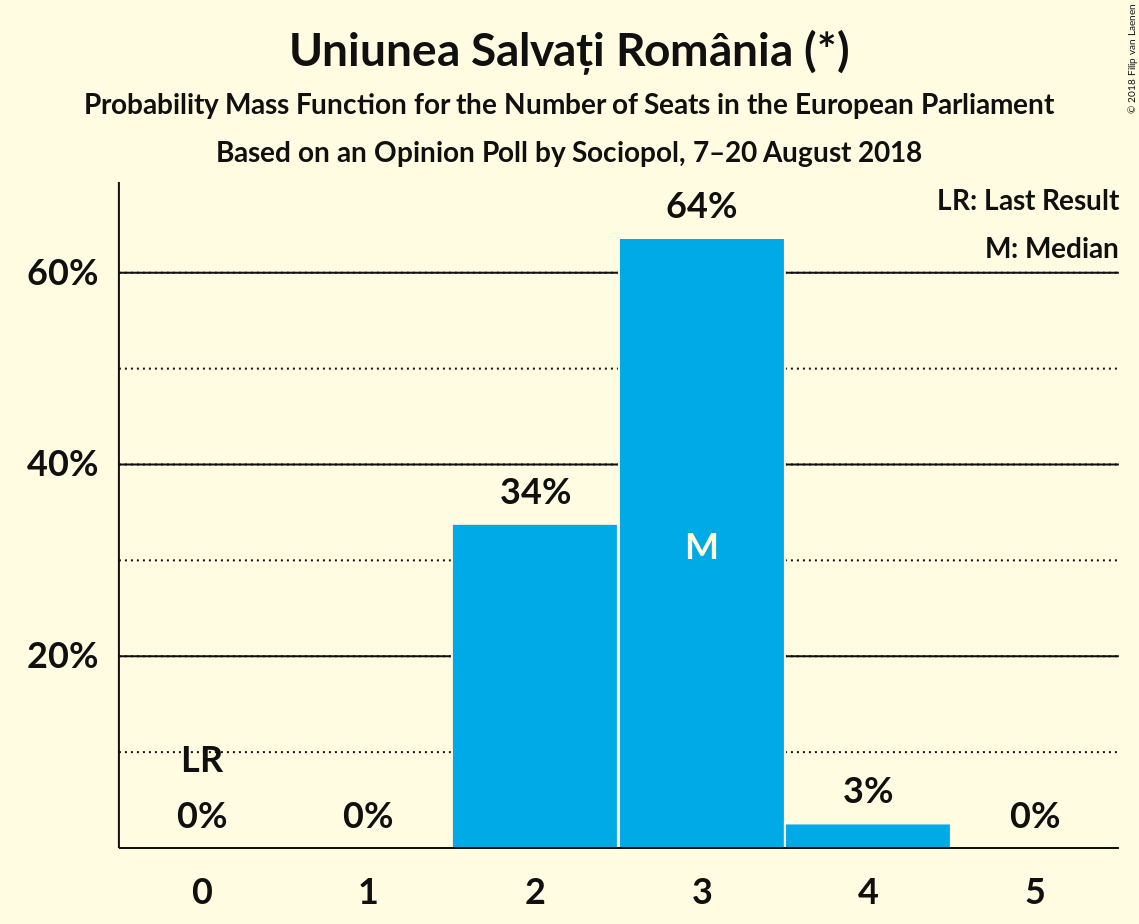 Uniunea Salvați România (*)
Probability Mass Function for the Number of Seats in the European Parliament
Based on an Opinion Poll by Sociopol, 7–20 August 2018
© 2018 Filip van Laenen
LR: Last Result
M: Median
60%
40%
20%
LR
0%
0%
34%
64%
M
3%
0%
0 1 2 3 4 5